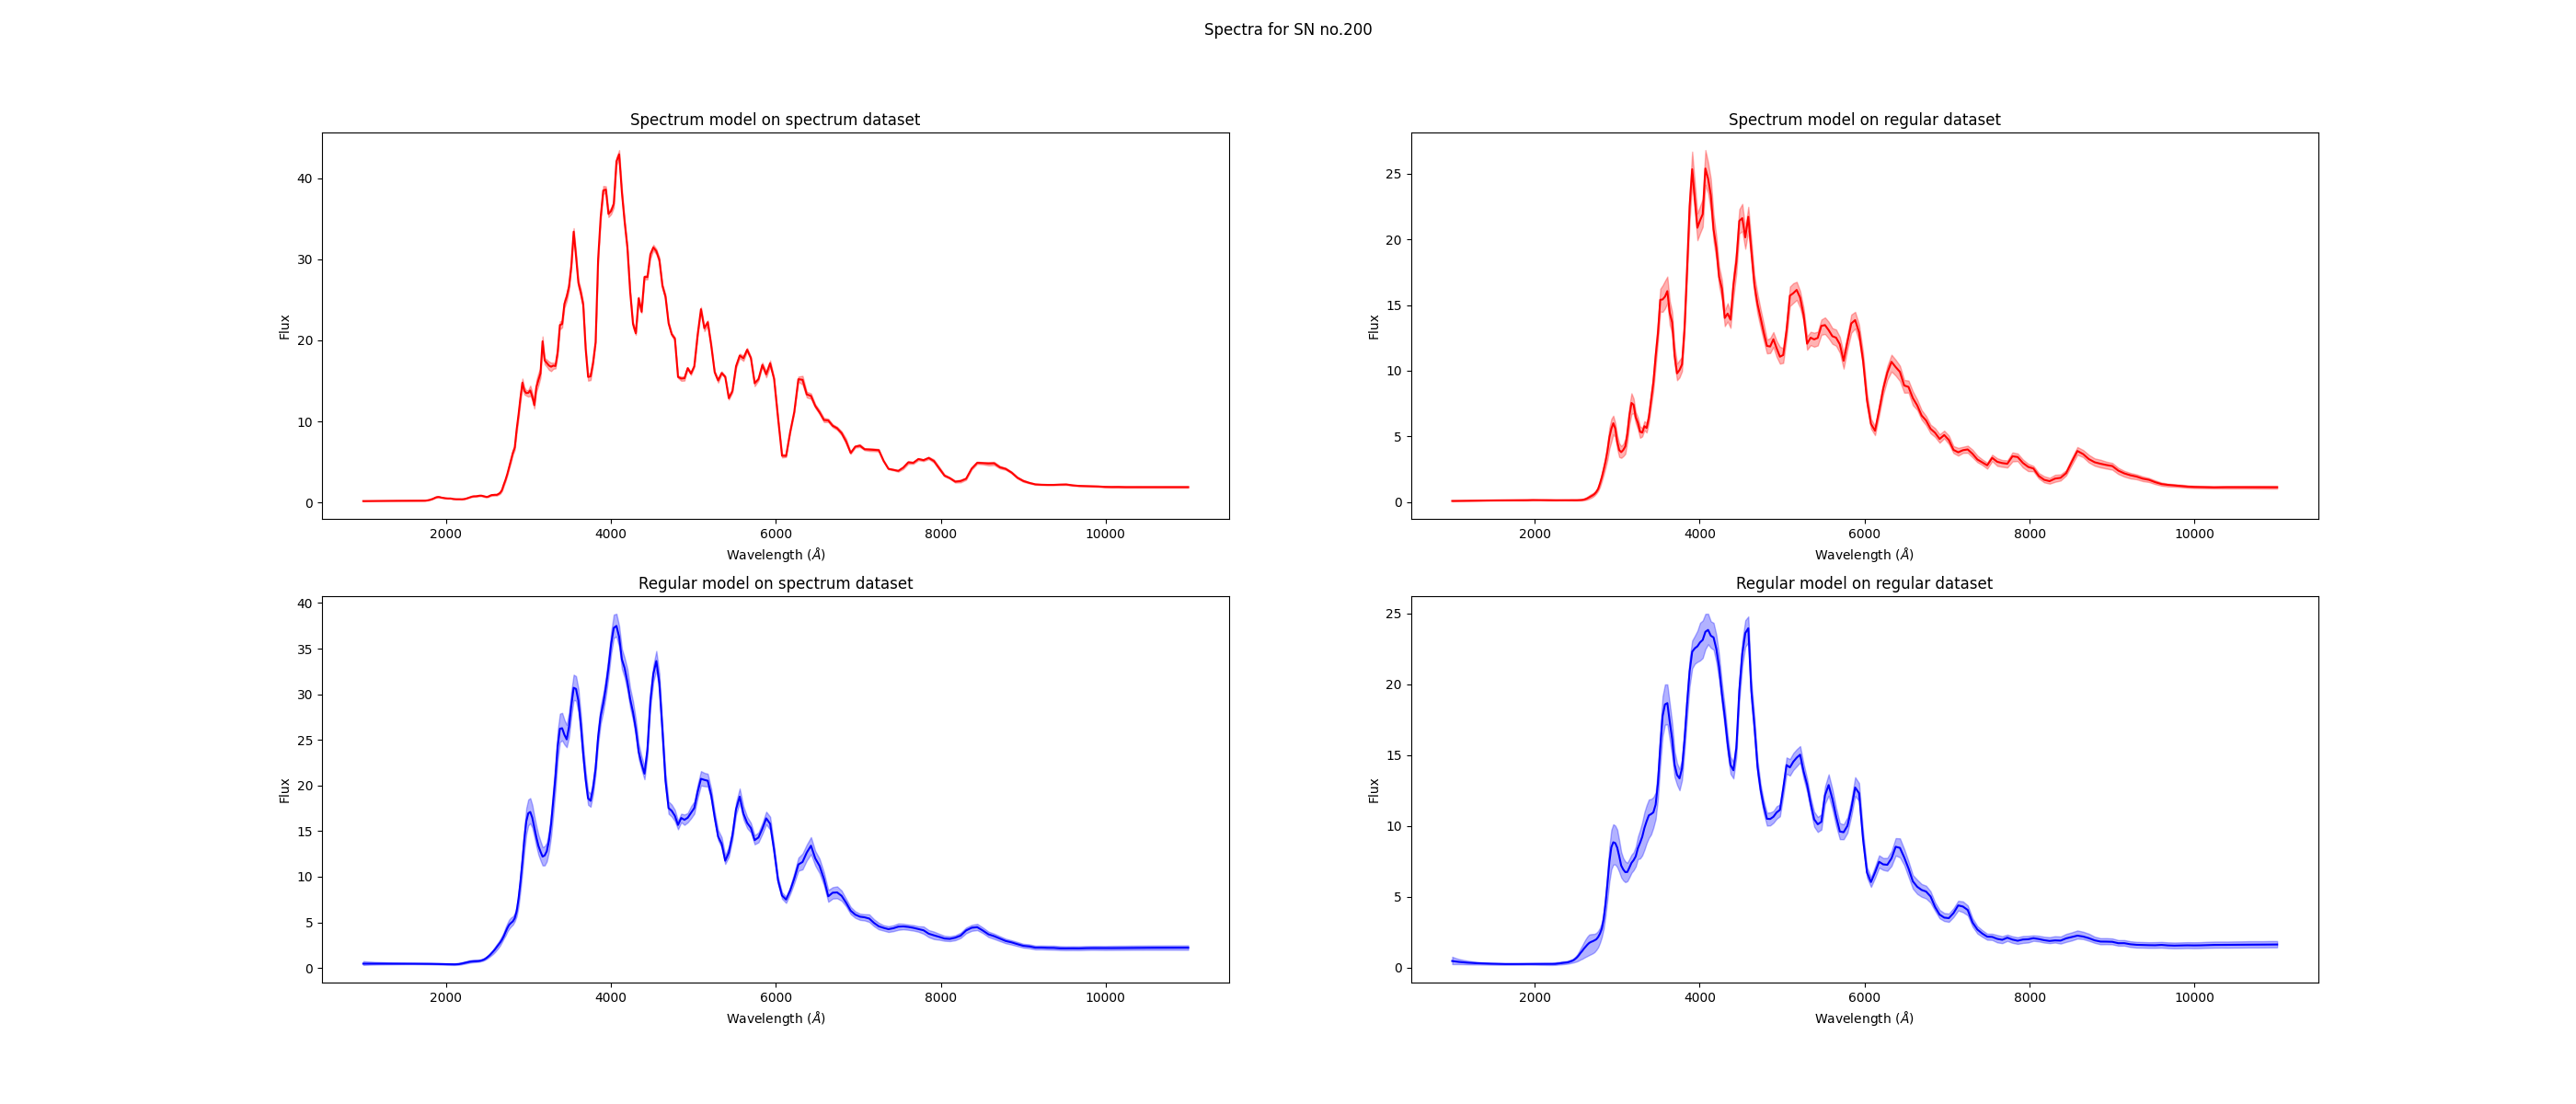 Spectra for SN no.200
Spectrum model on spectrum dataset
Flux
40
30
20
10
0
2000 4000 6000 8000 10000
Wavelength (Å)
Spectrum model on regular dataset
Flux
25
20
15
10
5
0
2000 4000 6000 8000 10000
Wavelength (Å)
Regular model on spectrum dataset
Flux
40
35
30
25
20
15
10
5
0
2000 4000 6000 8000 10000
Wavelength (Å)
Regular model on regular dataset
Flux
25
20
15
10
5
0
2000 4000 6000 8000 10000
Wavelength (Å)